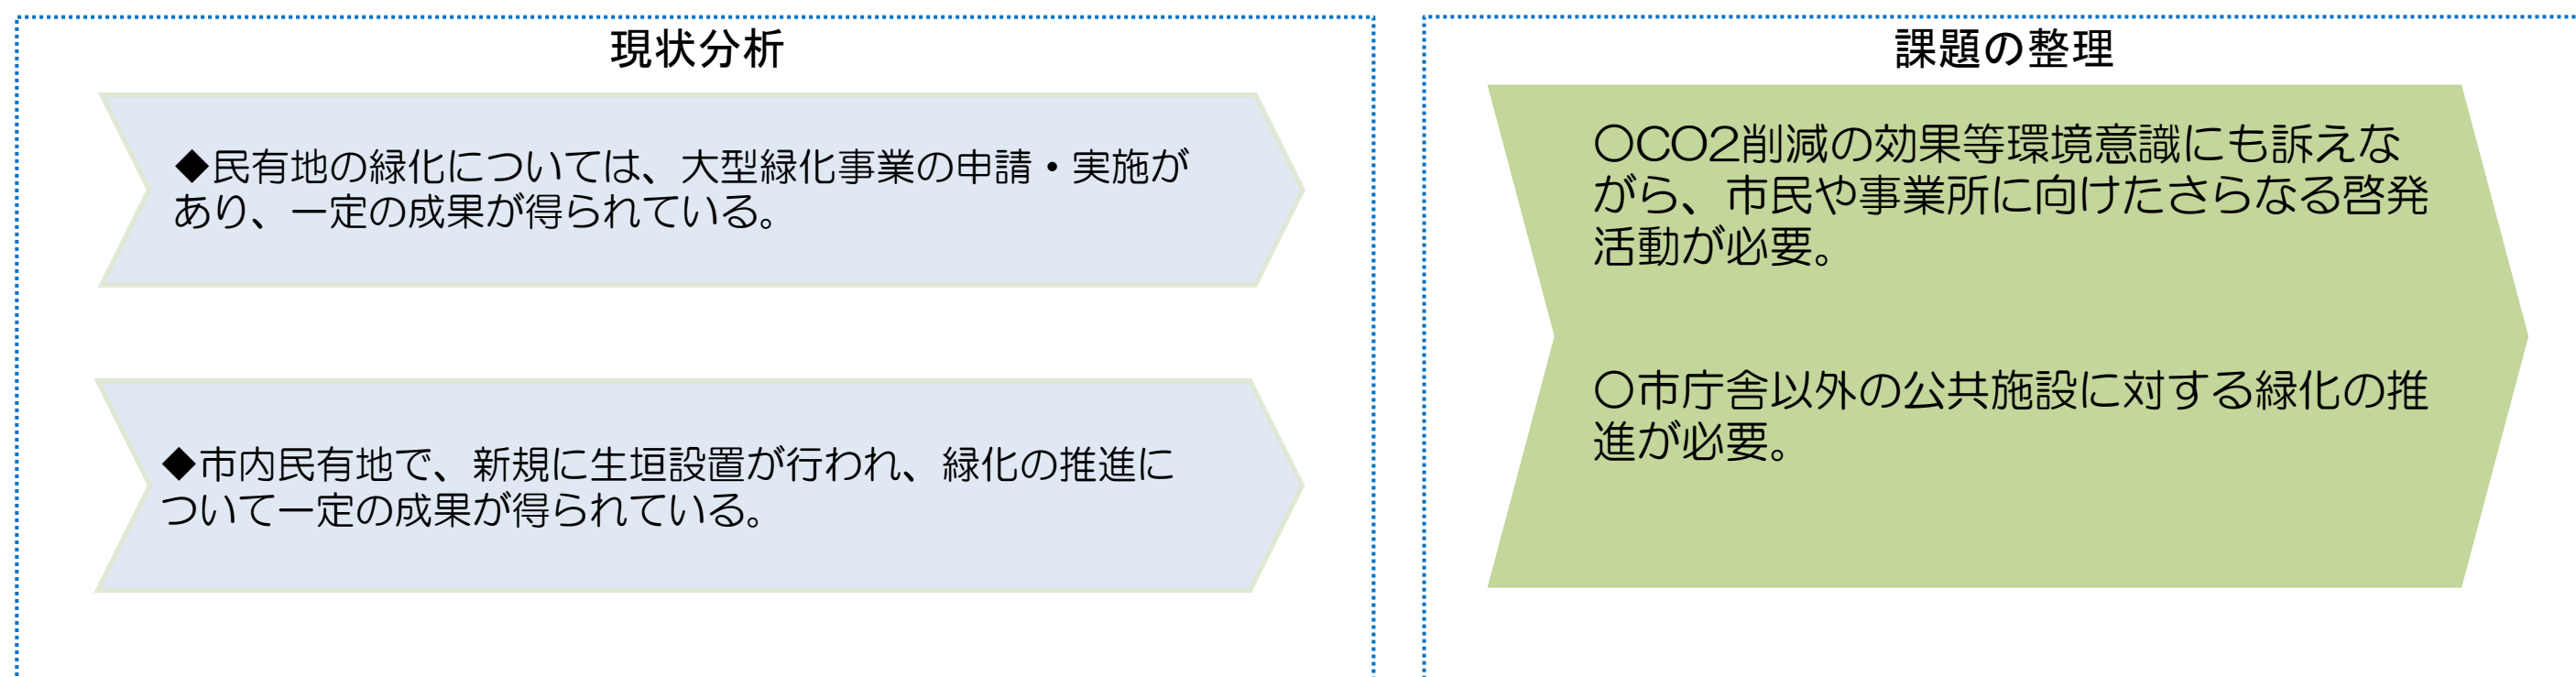 現状分析
◆民有地の緑化については、大型緑化事業の申請・実施が
あり、一定の成果が得られている。
◆市内民有地で、新規に生垣設置が行われ、緑化の推進に
ついて一定の成果が得られている。
課題の整理
○CO2削減の効果等環境意識にも訴えな
がら、市民や事業所に向けたさらなる啓発
活動が必要。
○市庁舎以外の公共施設に対する緑化の推
進が必要。